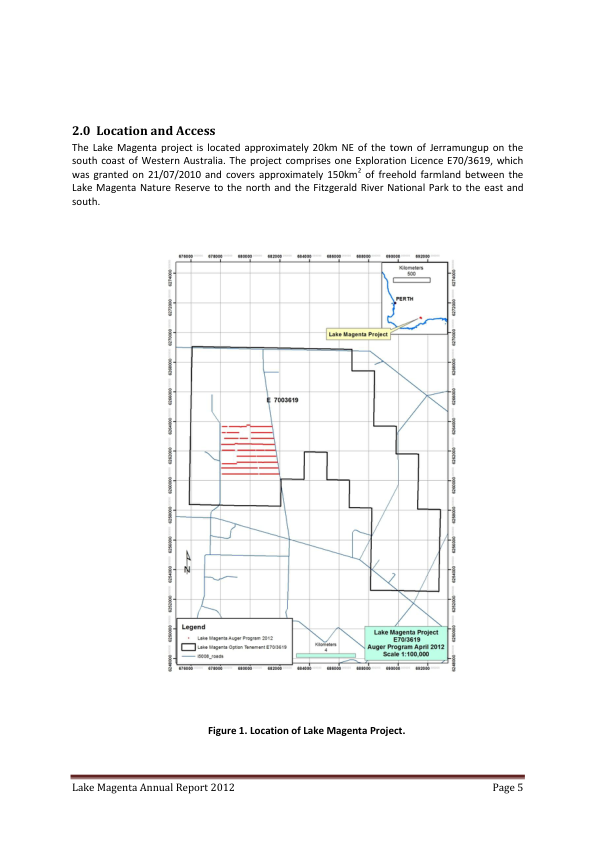 2.0 Location and Access
The Lake Magenta project is located approximately 20km NE of the town of Jerramungup on the
south coast of Western Australia. The project comprises one Exploration Licence E70/3619, which
was granted on 21/07/2010 and covers approximately 150km² of freehold farmland between the
Lake Magenta Nature Reserve to the north and the Fitzgerald River National Park to the east and
south.
Kilometers
500
PERTH
Lake Magenta Project
E 7003619
N
Legend
Lake Magenta Auger Program 2012
Lake Magenta Option Tenement E70/3619
Kilometers
4
Lake Magenta Project
E70/3619
Auger Program April 2012
Scale 1:100,000
Figure 1. Location of Lake Magenta Project.
Lake Magenta Annual Report 2012 Page 5